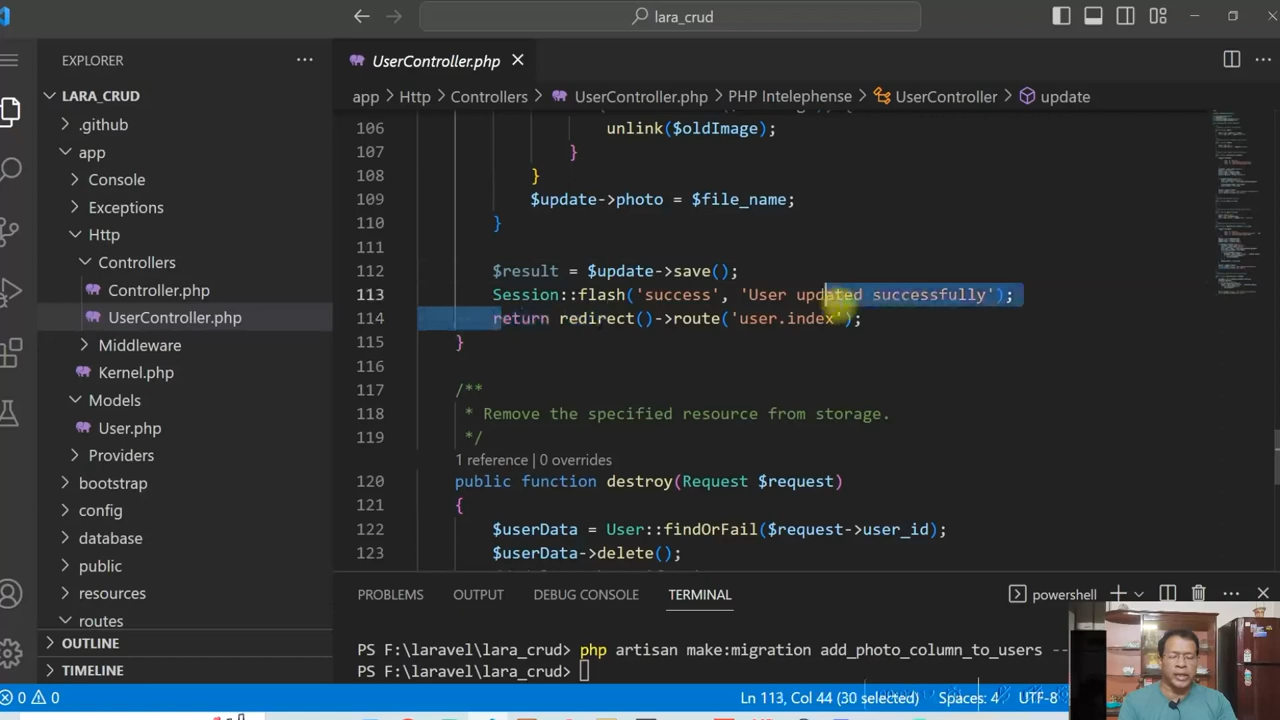 lara_crud
EXPLORER
UserController.php
LARA_CRUD
app
Http
Controllers
UserController.php
PHP Intelephense
UserController
update
.github
app
Console
Exceptions
Http
Controllers
Controller.php
UserController.php
Middleware
Kernel.php
Models
User.php
Providers
bootstrap
config
database
public
resources
routes
OUTLINE
TIMELINE
106 unlink($oldImage);
107 }
108 }
109 $update->photo = $file_name;
110 }
111
112 $result = $update->save();
113 Session::flash('success', 'User updated successfully');
114 return redirect()->route('user.index');
115 }
116
117 /**
118 * Remove the specified resource from storage.
119 */
1 reference | 0 overrides
120 public function destroy(Request $request)
121 {
122 $userData = User::findOrFail($request->user_id);
123 $userData->delete();
PROBLEMS
OUTPUT
DEBUG CONSOLE
TERMINAL
powershell
PS F:\laravel\lara_crud> php artisan make:migration add_photo_column_to_users --
PS F:\laravel\lara_crud>
0 0
Ln 113, Col 44 (30 selected)
Spaces: 4
UTF-8